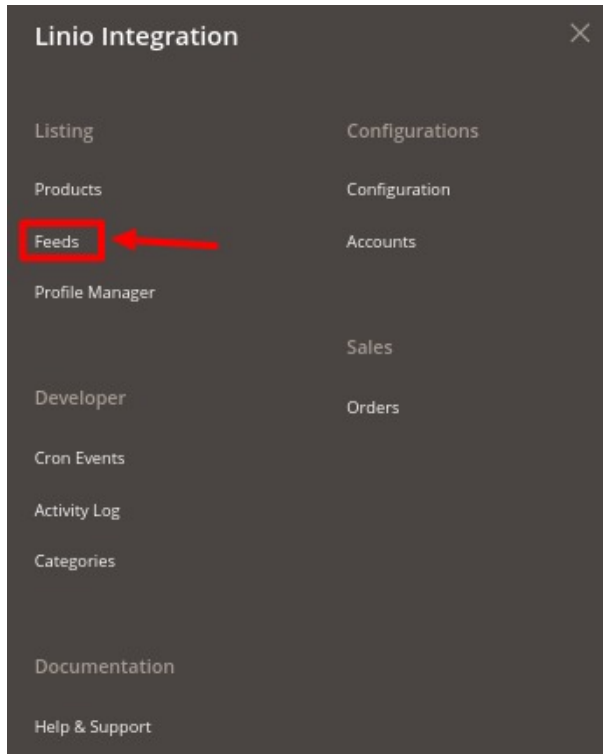 Linio Integration
Listing
Products
Feeds
Profile Manager
Developer
Cron Events
Activity Log
Categories
Documentation
Help & Support
Configurations
Configuration
Accounts
Sales
Orders